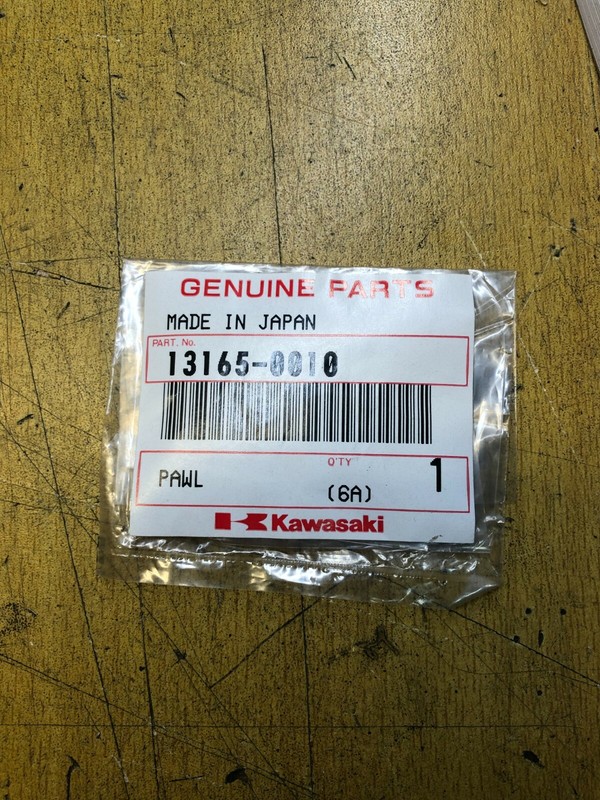 GENUINE PARTS
MADE IN JAPAN
PART. No.
13165-0010
Q'TY
PAWL
1
(6A)
Kawasaki